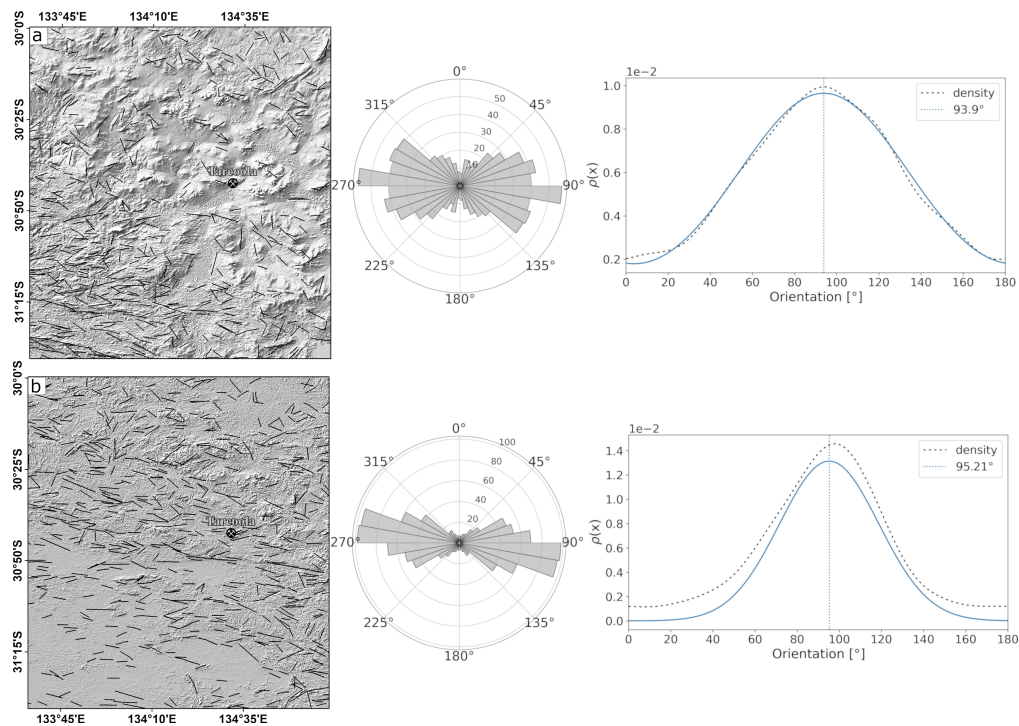 133°45'E 134°10'E 134°35'E
30°0'S
30°25'S
30°50'S
31°15'S
a
Tarcoola
0°
45°
90°
135°
180°
225°
270°
315°
10
20
30
40
50
1e−2
1.0
0.8
0.6
0.4
0.2
ρ(x)
0 20 40 60 80 100 120 140 160 180
Orientation [°]
density
93.9°
30°0'S
30°25'S
30°50'S
31°15'S
b
Tarcoola
133°45'E 134°10'E 134°35'E
0°
45°
90°
135°
180°
225°
270°
315°
20
40
60
80
100
1e−2
1.4
1.2
1.0
0.8
0.6
0.4
0.2
0.0
ρ(x)
0 20 40 60 80 100 120 140 160 180
Orientation [°]
density
95.21°